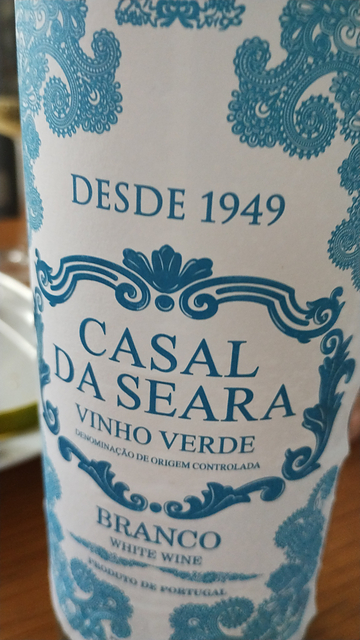 DESDE 1949
CASAL
DA SEARA
VINHO VERDE
DENOMINAÇÃO DE ORIGEM CONTROLADA
BRANCO
WHITE WINE
PRODUTO DE PORTUGAL